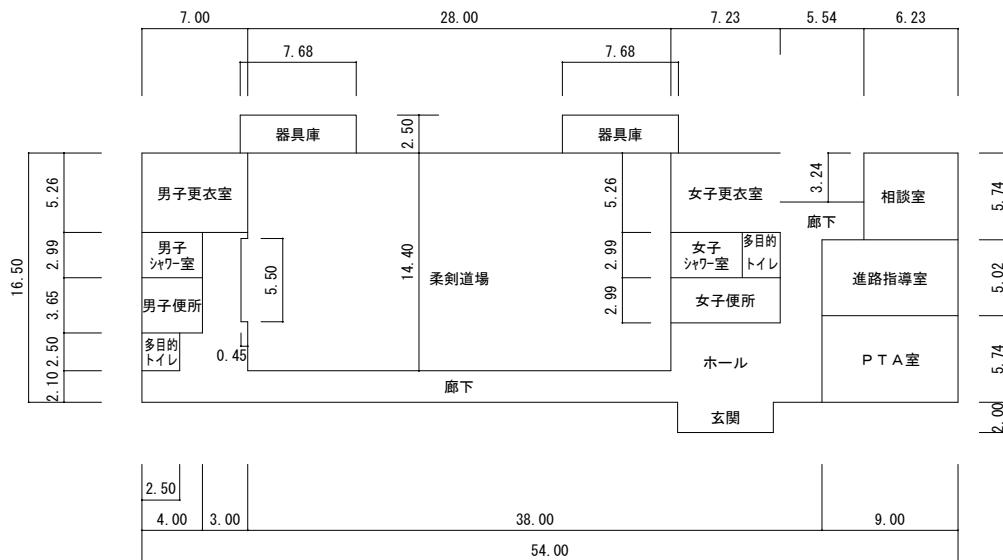 7.00
28.00
7.23
5.54
6.23
7.68
7.68
器具庫
2.50
器具庫
5.26
男子更衣室
5.26
女子更衣室
3.24
相談室
5.74
廊下
16.50
2.99
男子
シャワー室
5.50
14.40
柔剣道場
2.99
女子
シャワー室
多目的
トイレ
進路指導室
5.02
3.65
男子便所
2.99
女子便所
2.50
多目的
トイレ
0.45
ホール
PTA室
5.74
2.10
廊下
玄関
2.00
2.50
4.00
3.00
38.00
9.00
54.00